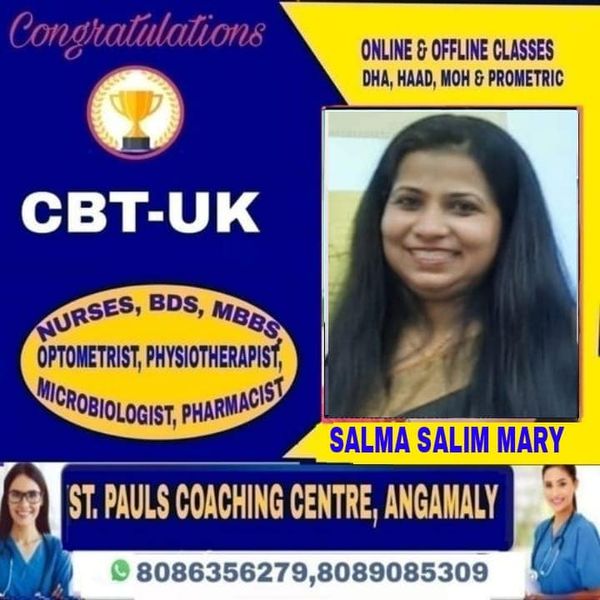 Congratulations
ONLINE & OFFLINE CLASSES
DHA, HAAD, MOH & PROMETRIC
CBT-UK
NURSES, BDS, MBBS,
OPTOMETRIST, PHYSIOTHERAPIST,
MICROBIOLOGIST, PHARMACIST
SALMA SALIM MARY
ST. PAULS COACHING CENTRE, ANGAMALY
8086356279,8089085309